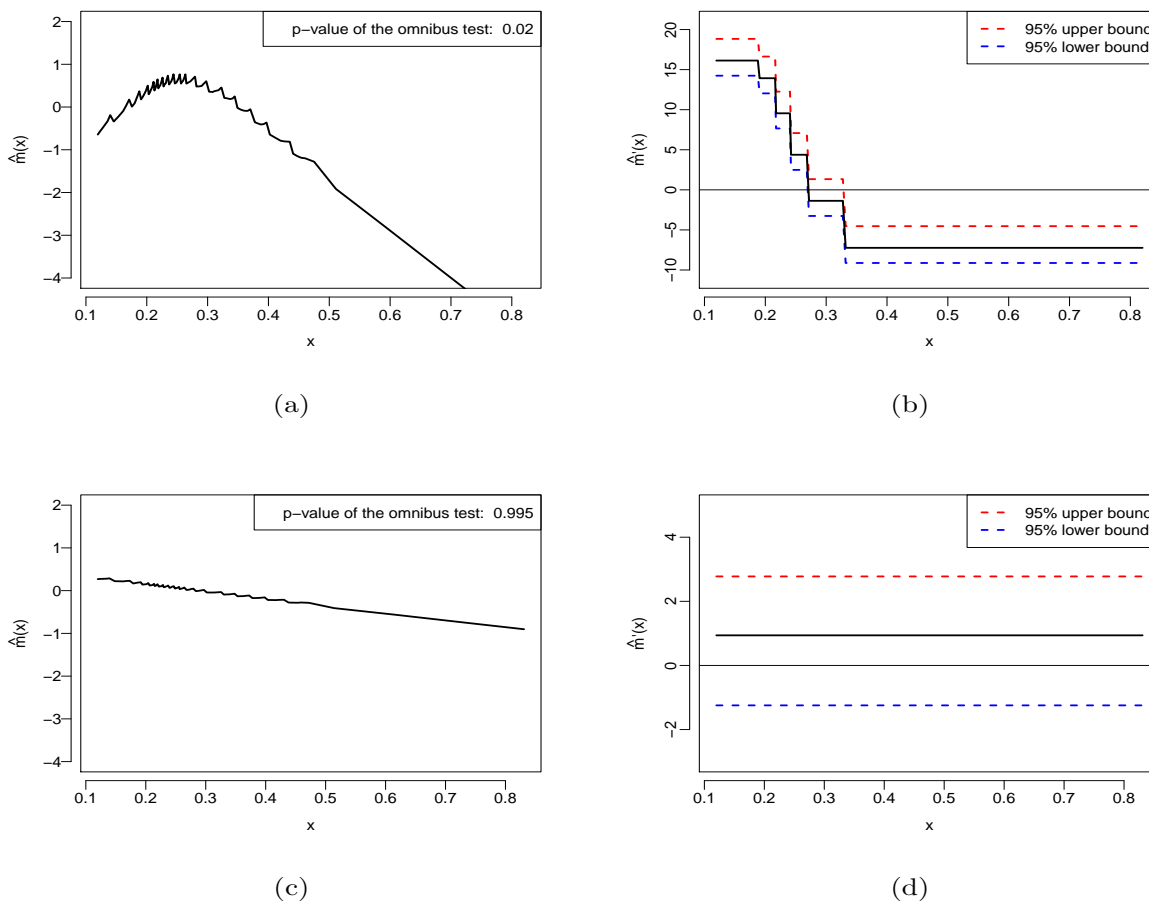 p−value of the omnibus test: 0.02
2
1
0
−1
−2
−3
−4
m̂(x)
0.1 0.2 0.3 0.4 0.5 0.6 0.7 0.8
x
(a)
95% upper bound
95% lower bound
20
15
10
5
0
−5
−10
m̂'(x)
0.1 0.2 0.3 0.4 0.5 0.6 0.7 0.8
x
(b)
p−value of the omnibus test: 0.995
2
1
0
−1
−2
−3
−4
m̂(x)
0.1 0.2 0.3 0.4 0.5 0.6 0.7 0.8
x
(c)
95% upper bound
95% lower bound
4
2
0
−2
m̂'(x)
0.1 0.2 0.3 0.4 0.5 0.6 0.7 0.8
x
(d)